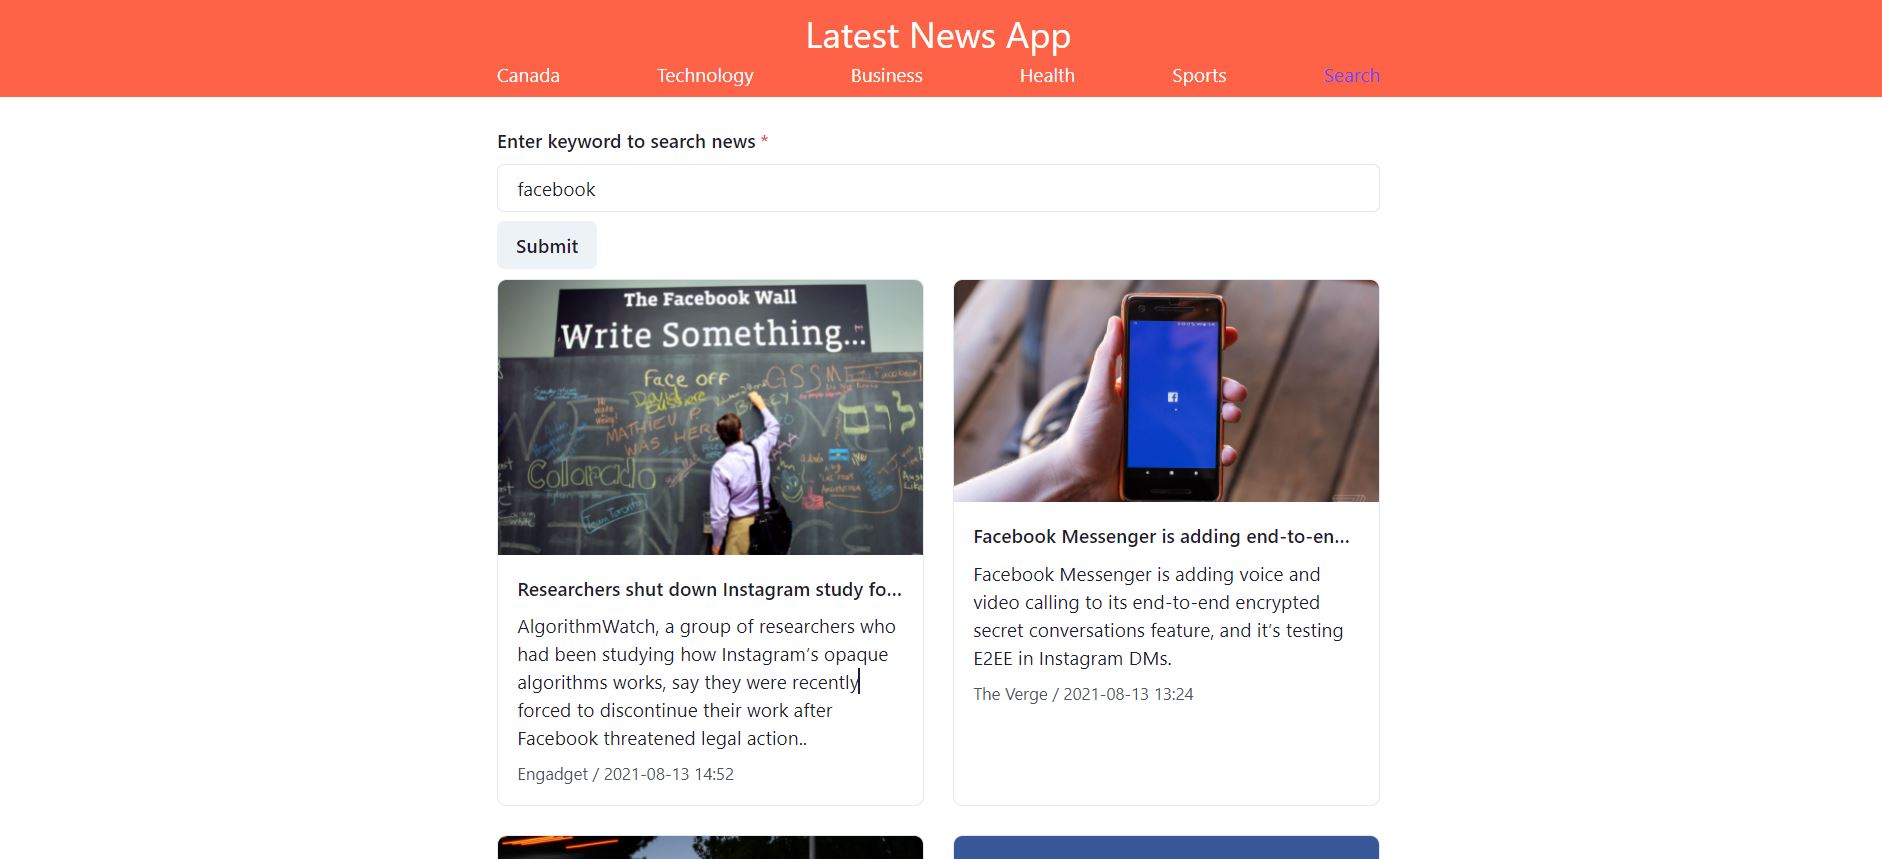 Latest News App
Canada Technology Business Health Sports Search
Enter keyword to search news *
facebook
Submit
The Facebook Wall
Write Something...
Face off
GSSM
David
Bussiere
MATHIEU P.
WAS HERE
Colorado
Team Toronto
Researchers shut down Instagram study fo...
AlgorithmWatch, a group of researchers who
had been studying how Instagram’s opaque
algorithms works, say they were recently
forced to discontinue their work after
Facebook threatened legal action..
Engadget / 2021-08-13 14:52
Facebook Messenger is adding end-to-en...
Facebook Messenger is adding voice and
video calling to its end-to-end encrypted
secret conversations feature, and it’s testing
E2EE in Instagram DMs.
The Verge / 2021-08-13 13:24